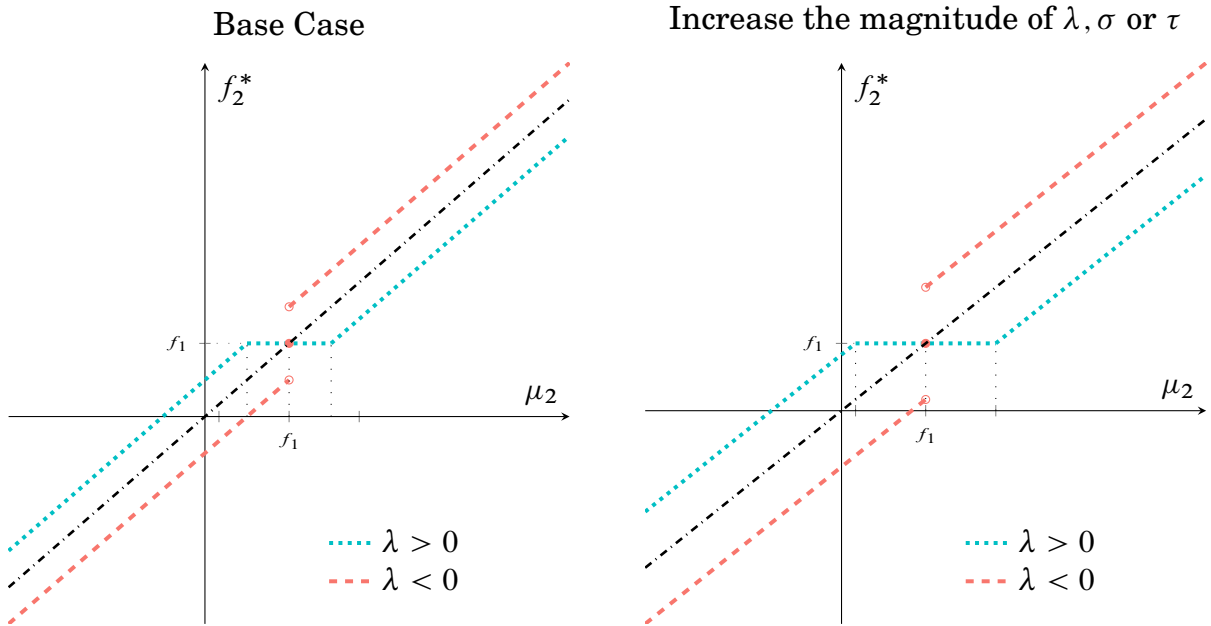 Base Case
f₂*
f₁
μ₂
f₁
λ > 0
λ < 0
Increase the magnitude of λ, σ or τ
f₂*
f₁
μ₂
f₁
λ > 0
λ < 0